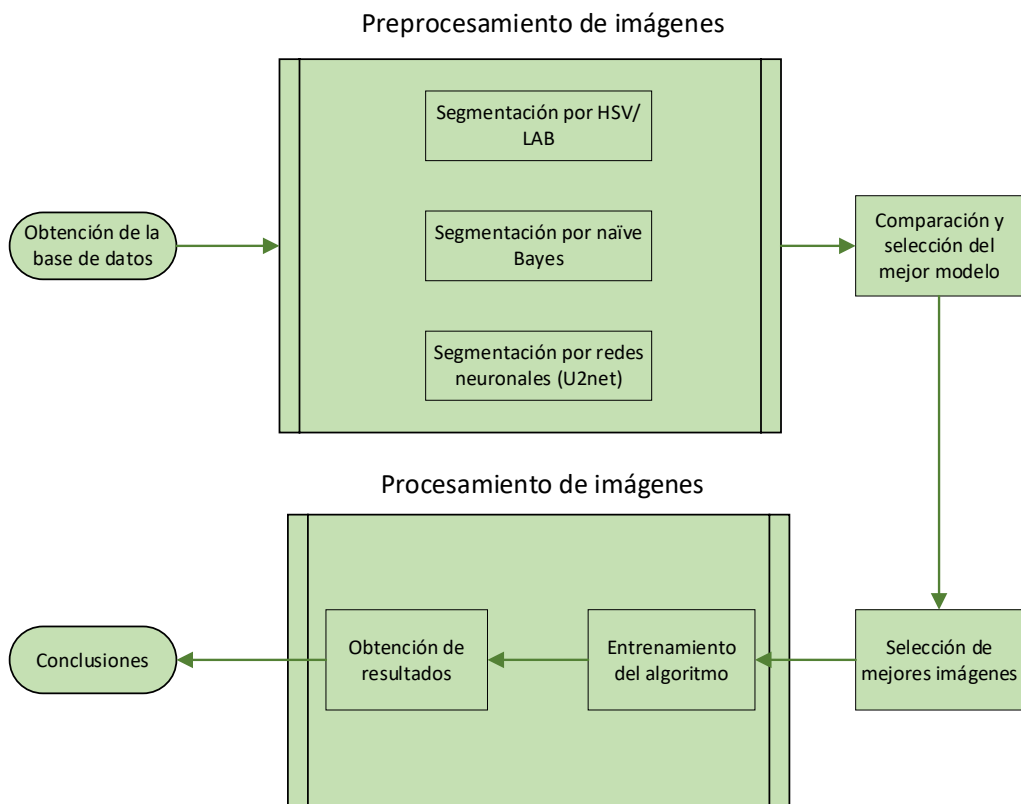 Preprocesamiento de imágenes
Segmentación por HSV/
LAB
Obtención de la
base de datos
Segmentación por naïve
Bayes
Comparación y
selección del
mejor modelo
Segmentación por redes
neuronales (U2net)
Procesamiento de imágenes
Conclusiones
Obtención de
resultados
Entrenamiento
del algoritmo
Selección de
mejores imágenes